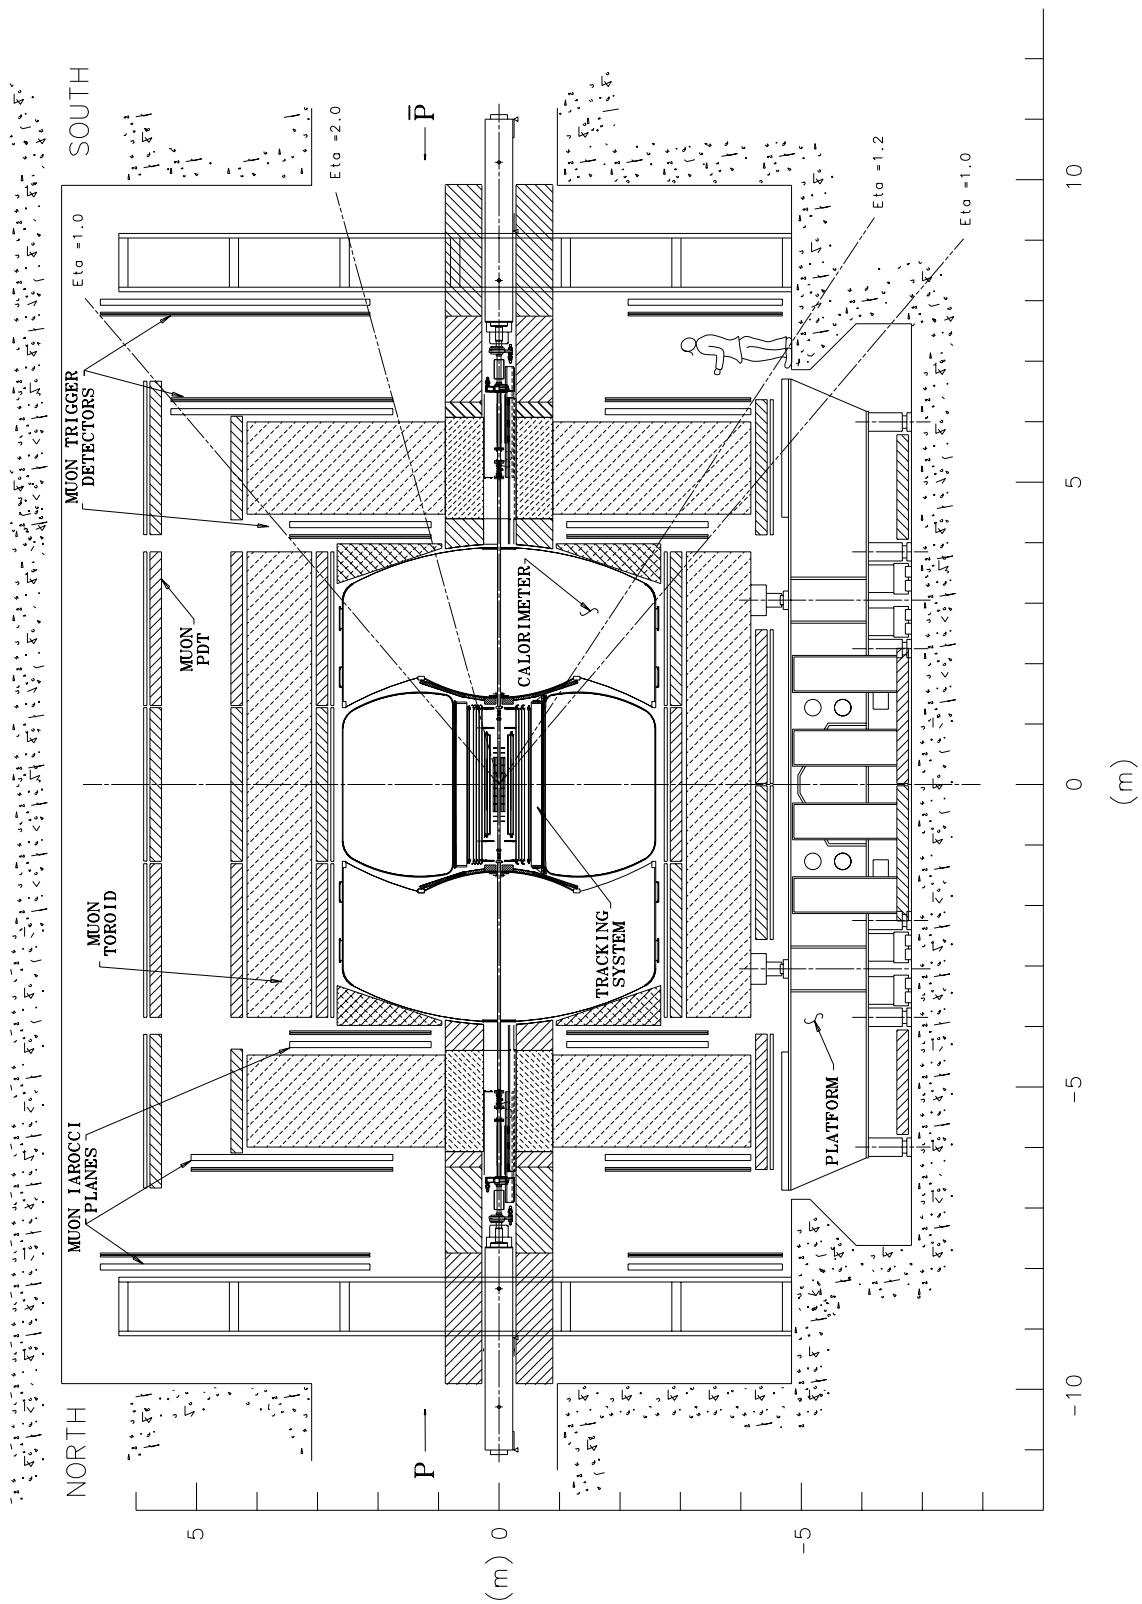 NORTH
SOUTH
MUON IAROCCI
PLANES
MUON
TOROID
MUON
PDT
MUON TRIGGER
DETECTORS
Eta =1.0
Eta =2.0
P
P̅
CALORIMETER
TRACKING
SYSTEM
Eta =1.2
Eta =1.0
PLATFORM
5
0
-5
(m)
-10
-5
0
5
10
(m)